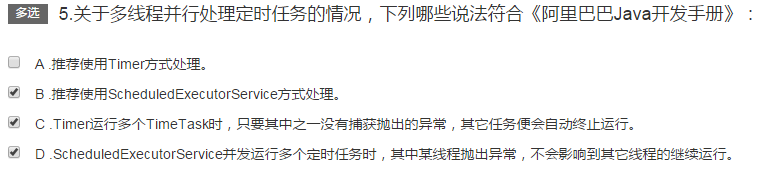 多选 5.关于多线程并行处理定时任务的情况，下列哪些说法符合《阿里巴巴Java开发手册》：
A .推荐使用Timer方式处理。
B .推荐使用ScheduledExecutorService方式处理。
C .Timer运行多个TimeTask时，只要其中之一没有捕获抛出的异常，其它任务便会自动终止运行。
D .ScheduledExecutorService并发运行多个定时任务时，其中某线程抛出异常，不会影响到其它线程的继续运行。